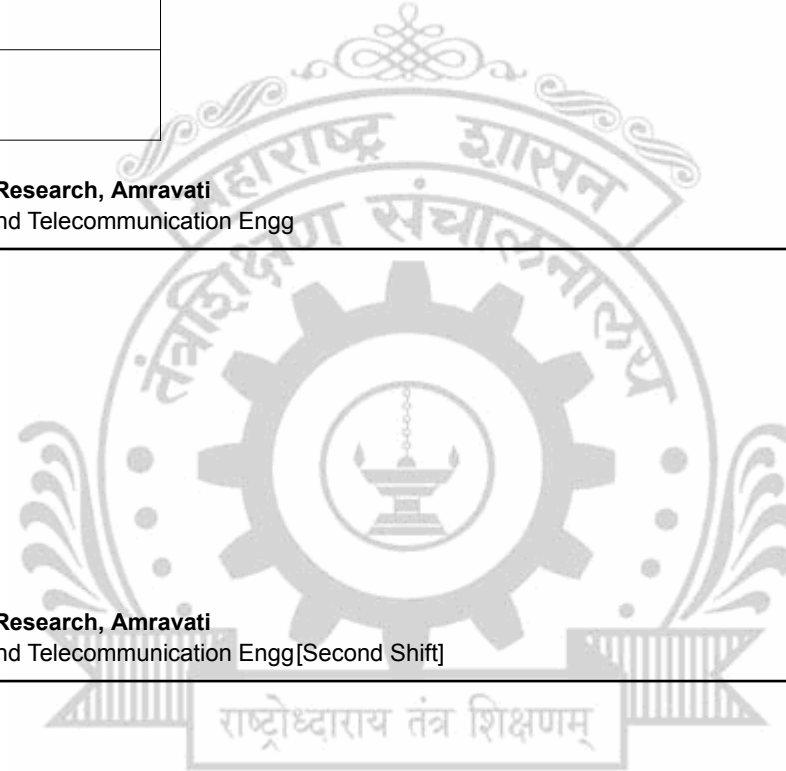 महाराष्ट्र शासन
Research, Amravati
nd Telecommunication Engg
तंत्रशिक्षण संचालनालय
Research, Amravati
nd Telecommunication Engg[Second Shift]
राष्ट्रोध्दाराय तंत्र शिक्षणम्